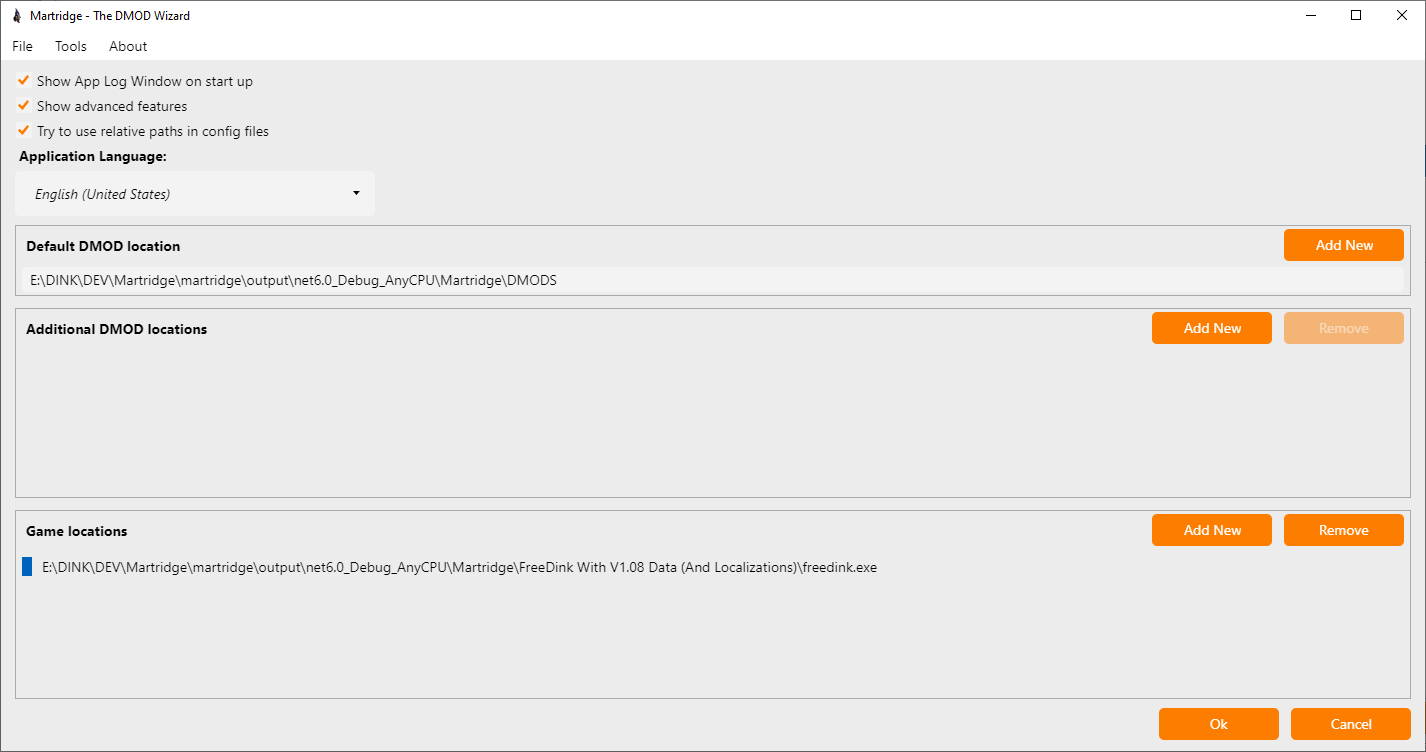 Martridge - The DMOD Wizard
File Tools About
Show App Log Window on start up
Show advanced features
Try to use relative paths in config files
Application Language:
English (United States)
Default DMOD location Add New
E:\DINK\DEV\Martridge\martridge\output\net6.0_Debug_AnyCPU\Martridge\DMODS
Additional DMOD locations Add New Remove
Game locations Add New Remove
E:\DINK\DEV\Martridge\martridge\output\net6.0_Debug_AnyCPU\Martridge\FreeDink With V1.08 Data (And Localizations)\freedink.exe
Ok Cancel